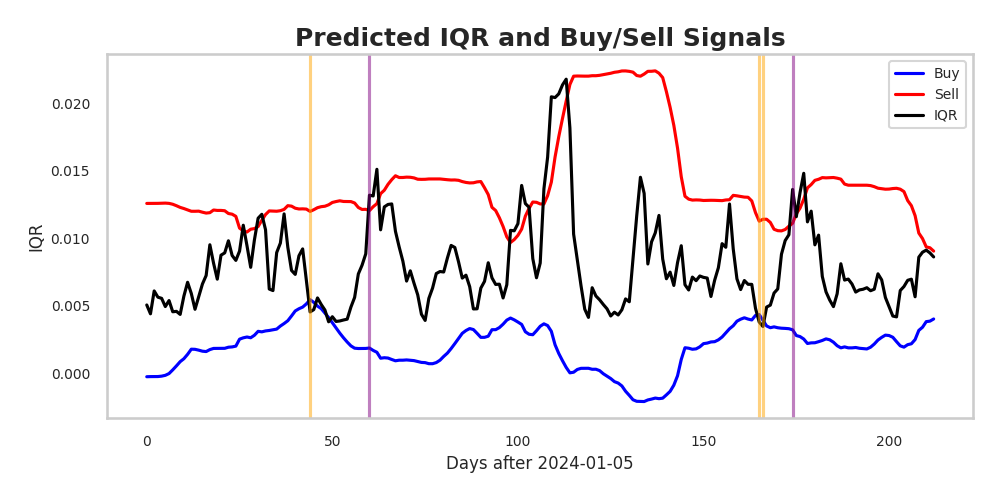 Predicted IQR and Buy/Sell Signals
Buy
Sell
IQR
0.020
0.015
0.010
0.005
0.000
IQR
0 50 100 150 200
Days after 2024-01-05